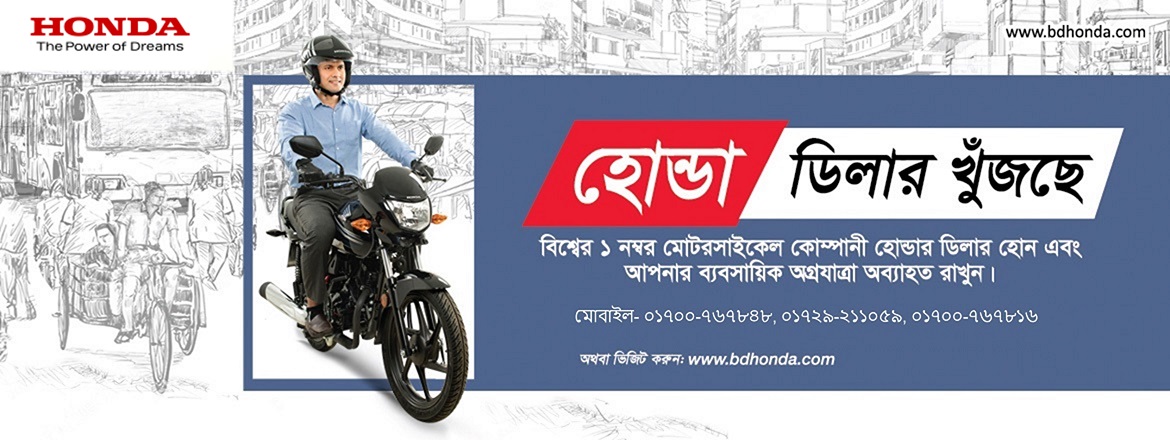 HONDA
The Power of Dreams
www.bdhonda.com
হোন্ডা ডিলার খুঁজছে
বিশ্বের ১ নম্বর মোটরসাইকেল কোম্পানী হোন্ডার ডিলার হোন এবং
আপনার ব্যবসায়িক অগ্রযাত্রা অব্যাহত রাখুন।
মোবাইল- ০১৭০০-৭৬৭৮৪৮, ০১৭২৯-২১১০৫৯, ০১৭০০-৭৬৭৮১৬
অথবা ভিজিট করুন: www.bdhonda.com